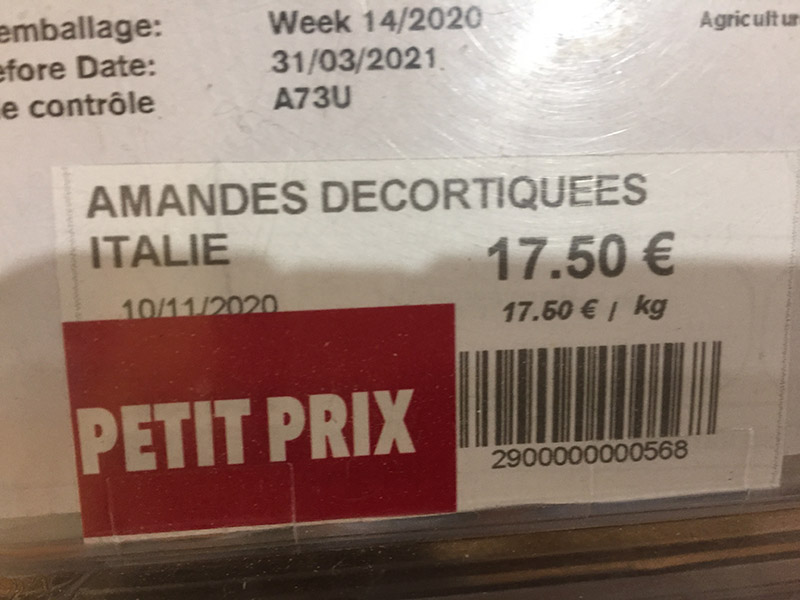 emballage: Week 14/2020 Agricultur
efore Date: 31/03/2021
e contrôle A73U
AMANDES DECORTIQUEES
ITALIE 17.50 €
10/11/2020 17.50 € / kg
PETIT PRIX
2900000000568